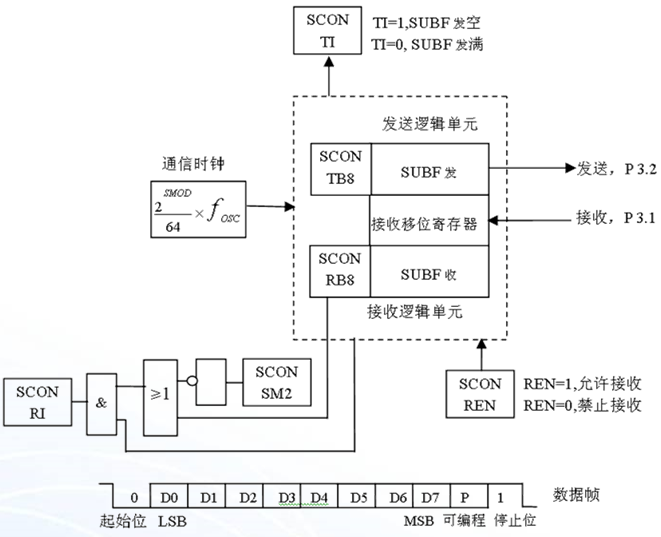 SCON
TI
TI=1,SUBF 发空
TI=0, SUBF 发满
发送逻辑单元
通信时钟
2^SMOD / 64 × f_OSC
SCON
TB8
SUBF 发
发送，P 3.2
接收移位寄存器
接收，P 3.1
SCON
RB8
SUBF 收
接收逻辑单元
SCON
RI
&
≥1
SCON
SM2
SCON
REN
REN=1,允许接收
REN=0,禁止接收
0 D0 D1 D2 D3 D4 D5 D6 D7 P 1 数据帧
起始位 LSB MSB 可编程 停止位